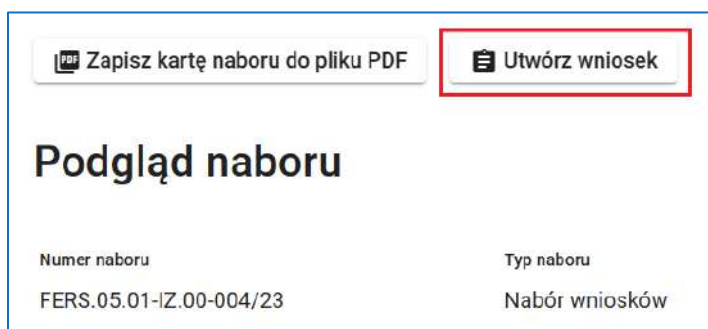 PDF Zapisz kartę naboru do pliku PDF
Utwórz wniosek
Podgląd naboru
Numer naboru
Typ naboru
FERS.05.01-IZ.00-004/23
Nabór wniosków